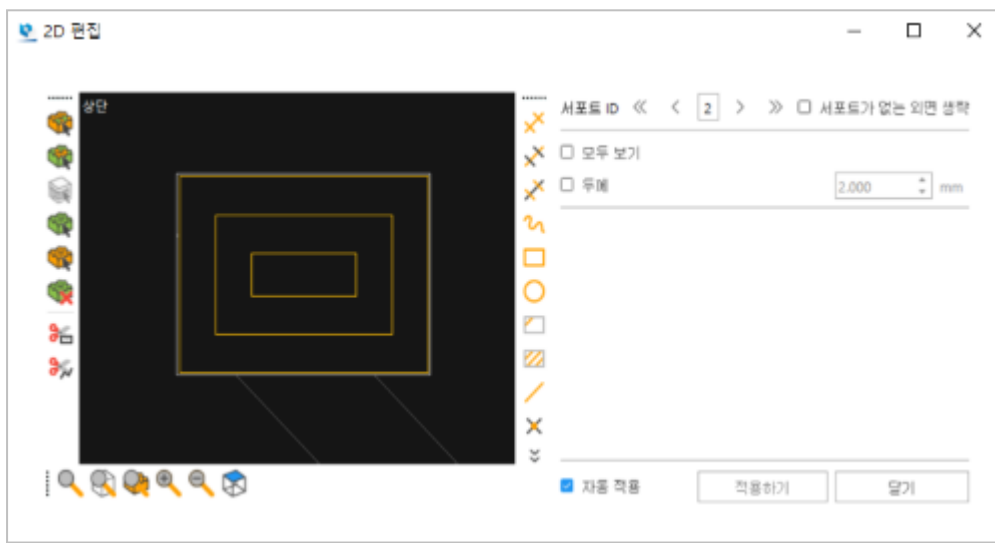 2D 편집
상단
서포트 ID 2 서포트가 없는 외면 생략
모두 보기
두께 2.000 mm
자동 적용 적용하기 닫기